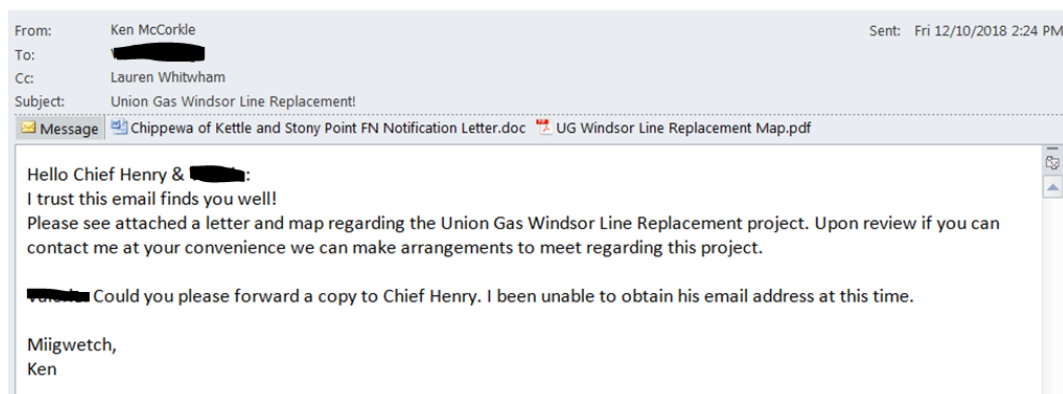 From: Ken McCorkle Sent: Fri 12/10/2018 2:24 PM
To:
Cc: Lauren Whitwham
Subject: Union Gas Windsor Line Replacement!
Message Chippewa of Kettle and Stony Point FN Notification Letter.doc UG Windsor Line Replacement Map.pdf
Hello Chief Henry & :
I trust this email finds you well!
Please see attached a letter and map regarding the Union Gas Windsor Line Replacement project. Upon review if you can
contact me at your convenience we can make arrangements to meet regarding this project.
Could you please forward a copy to Chief Henry. I been unable to obtain his email address at this time.
Miigwetch,
Ken